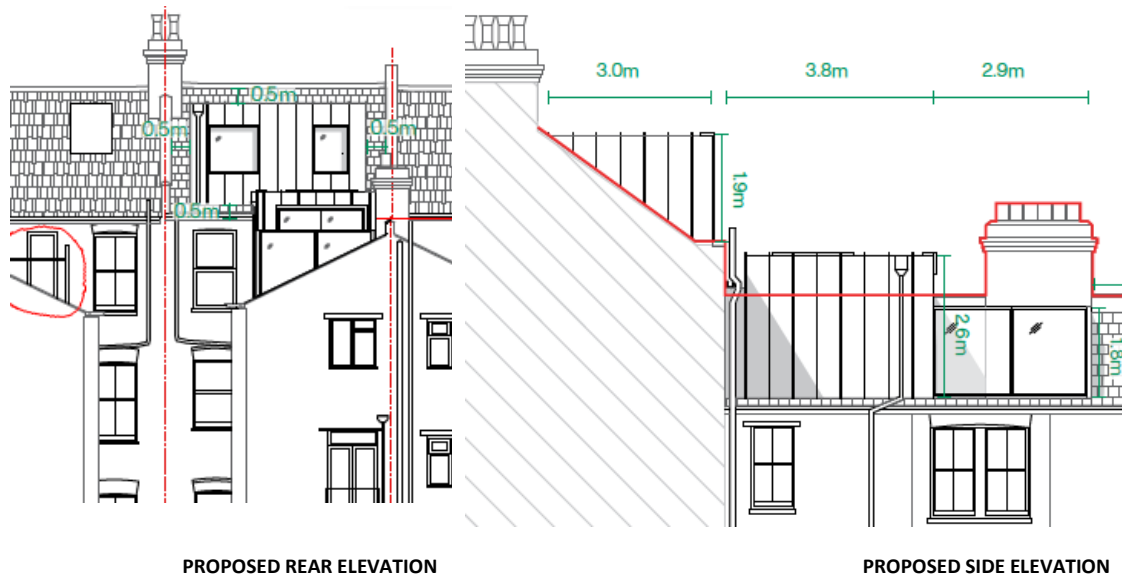 0.5m
0.5m
0.5m
0.5m
3.0m
3.8m
2.9m
1.9m
2.6m
1.8m
PROPOSED REAR ELEVATION
PROPOSED SIDE ELEVATION